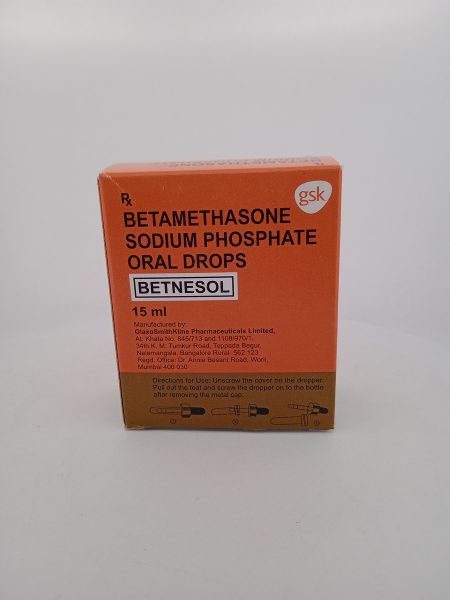 Rx
gsk
BETAMETHASONE
SODIUM PHOSPHATE
ORAL DROPS
BETNESOL
15 ml
Manufactured by:
GlaxoSmithKline Pharmaceuticals Limited,
At: Khata No. 845/713 and 1108/970/1,
34th K. M. Tumkur Road, Teppada Begur,
Nelamangala, Bangalore Rural- 562 123
Regd. Office: Dr. Annie Besant Road, Worli,
Mumbai 400 030
Directions for Use: Unscrew the cover on the dropper.
Pull out the teat and screw the dropper on to the bottle
after removing the metal cap.